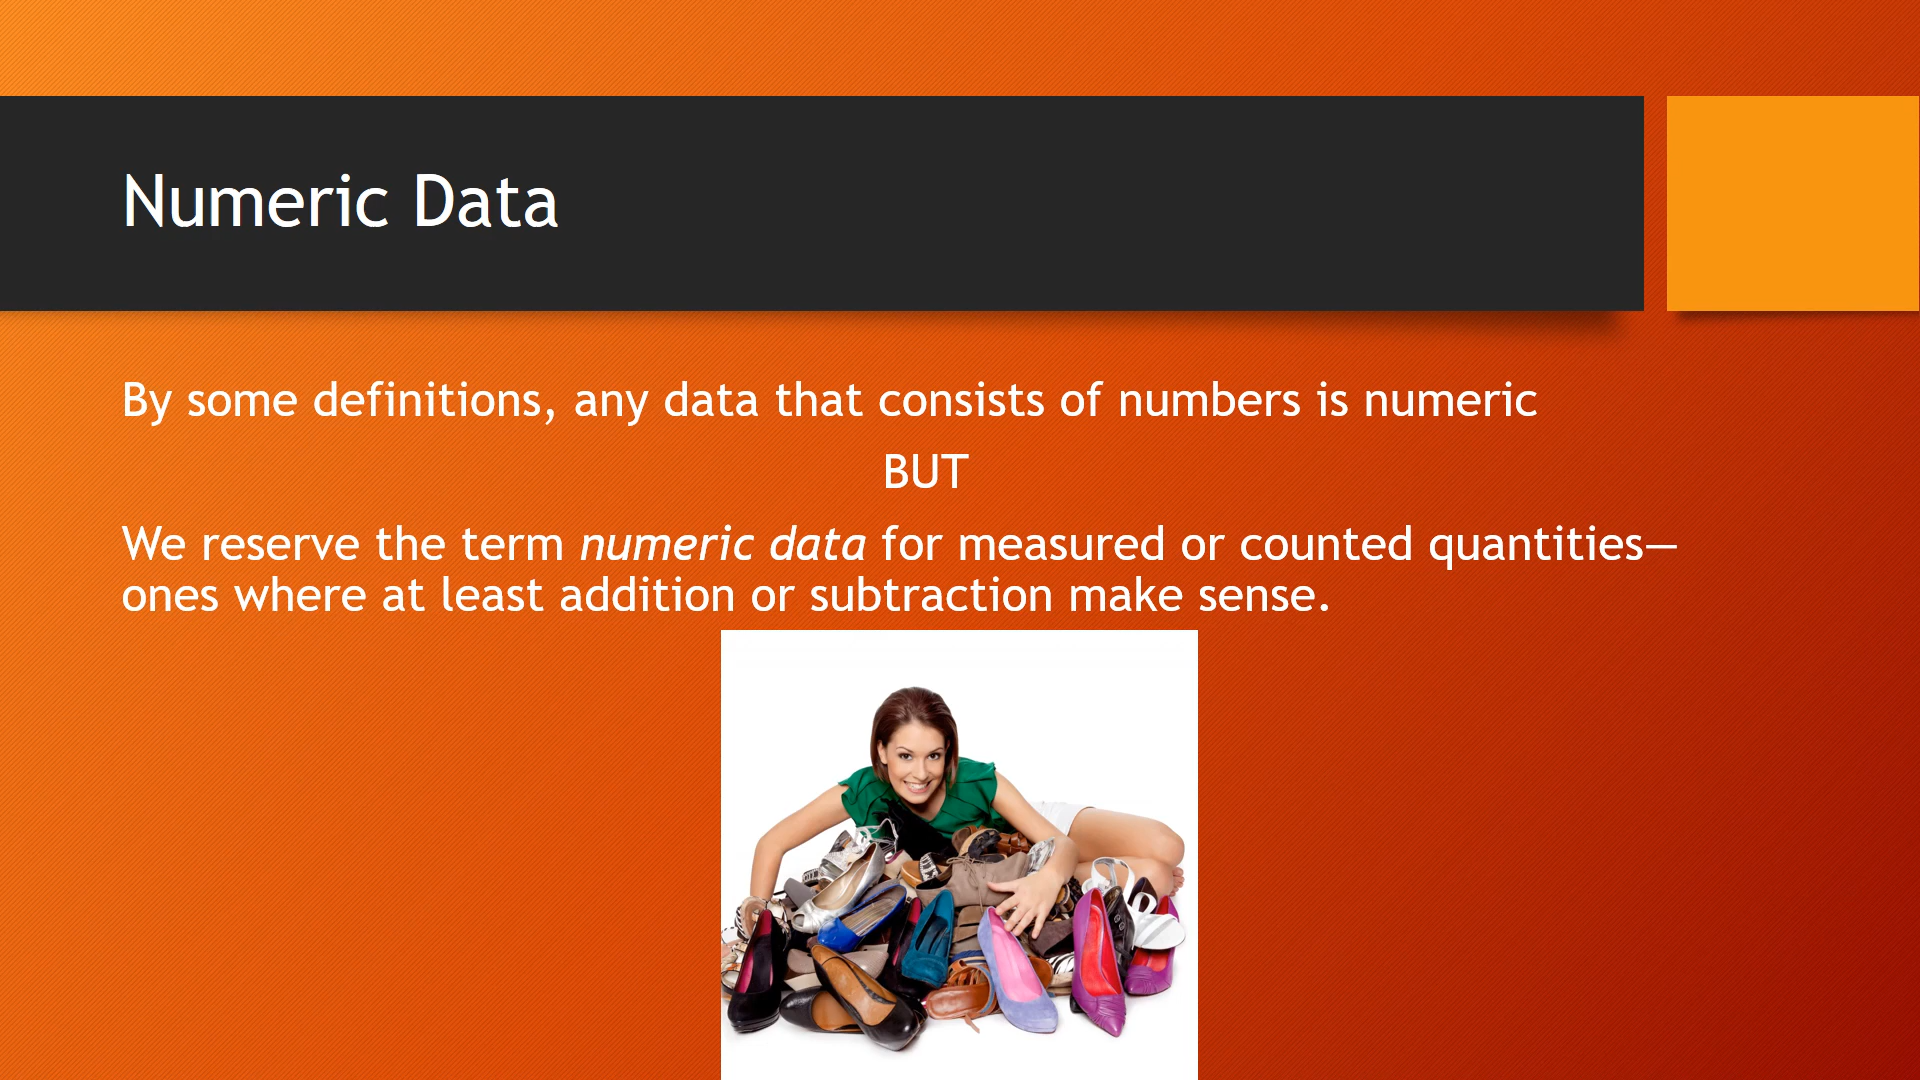 Numeric Data
By some definitions, any data that consists of numbers is numeric
BUT
We reserve the term numeric data for measured or counted quantities—
ones where at least addition or subtraction make sense.